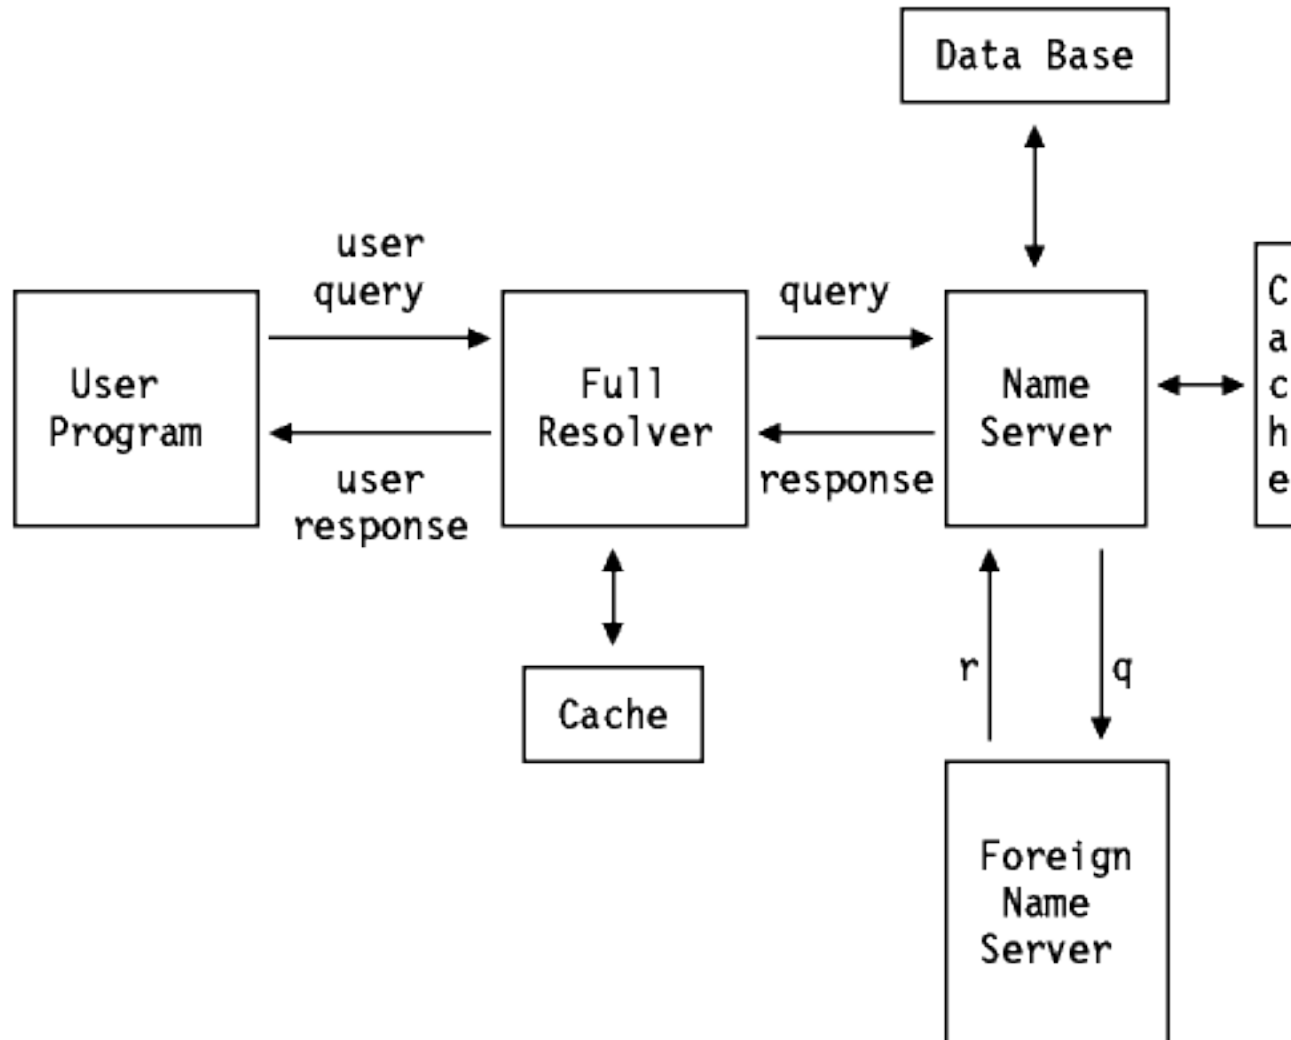 Data Base
user
query
query
User
Program
Full
Resolver
Name
Server
C
a
c
h
e
user
response
response
Cache
r
q
Foreign
Name
Server